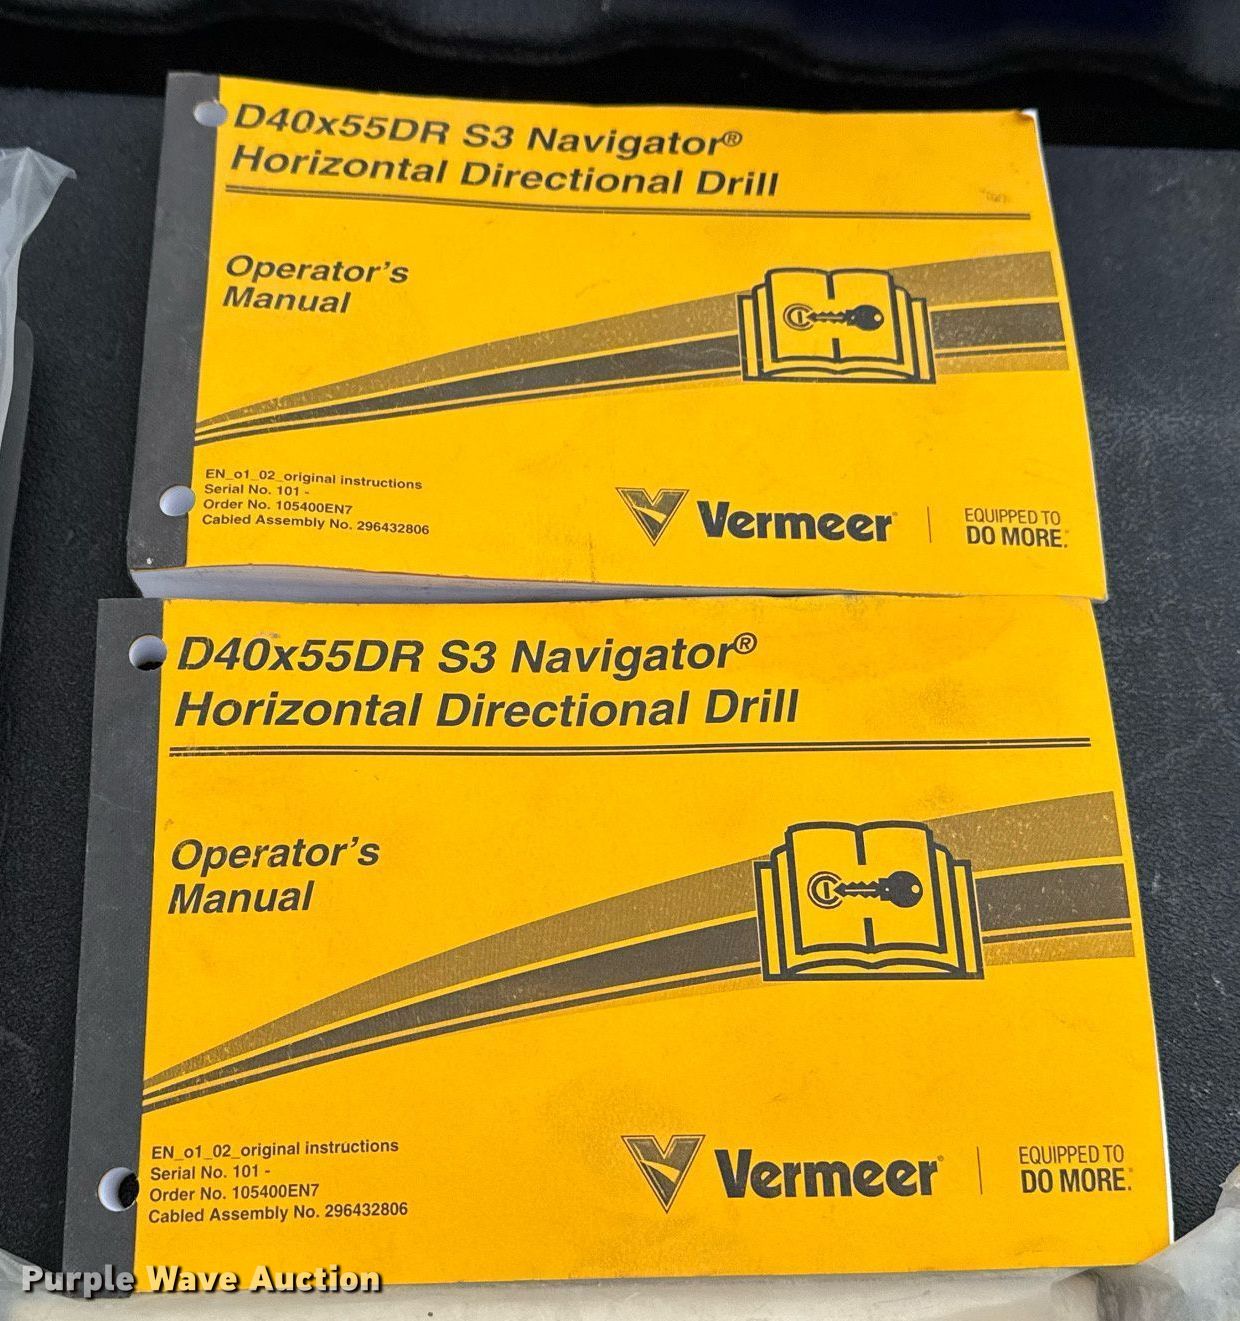 D40x55DR S3 Navigator®
Horizontal Directional Drill
Operator's
Manual
EN_o1_02_original instructions
Serial No. 101 -
Order No. 105400EN7
Cabled Assembly No. 296432806
Vermeer
EQUIPPED TO
DO MORE.
D40x55DR S3 Navigator®
Horizontal Directional Drill
Operator's
Manual
EN_o1_02_original instructions
Serial No. 101 -
Order No. 105400EN7
Cabled Assembly No. 296432806
Vermeer
EQUIPPED TO
DO MORE.
Purple Wave Auction